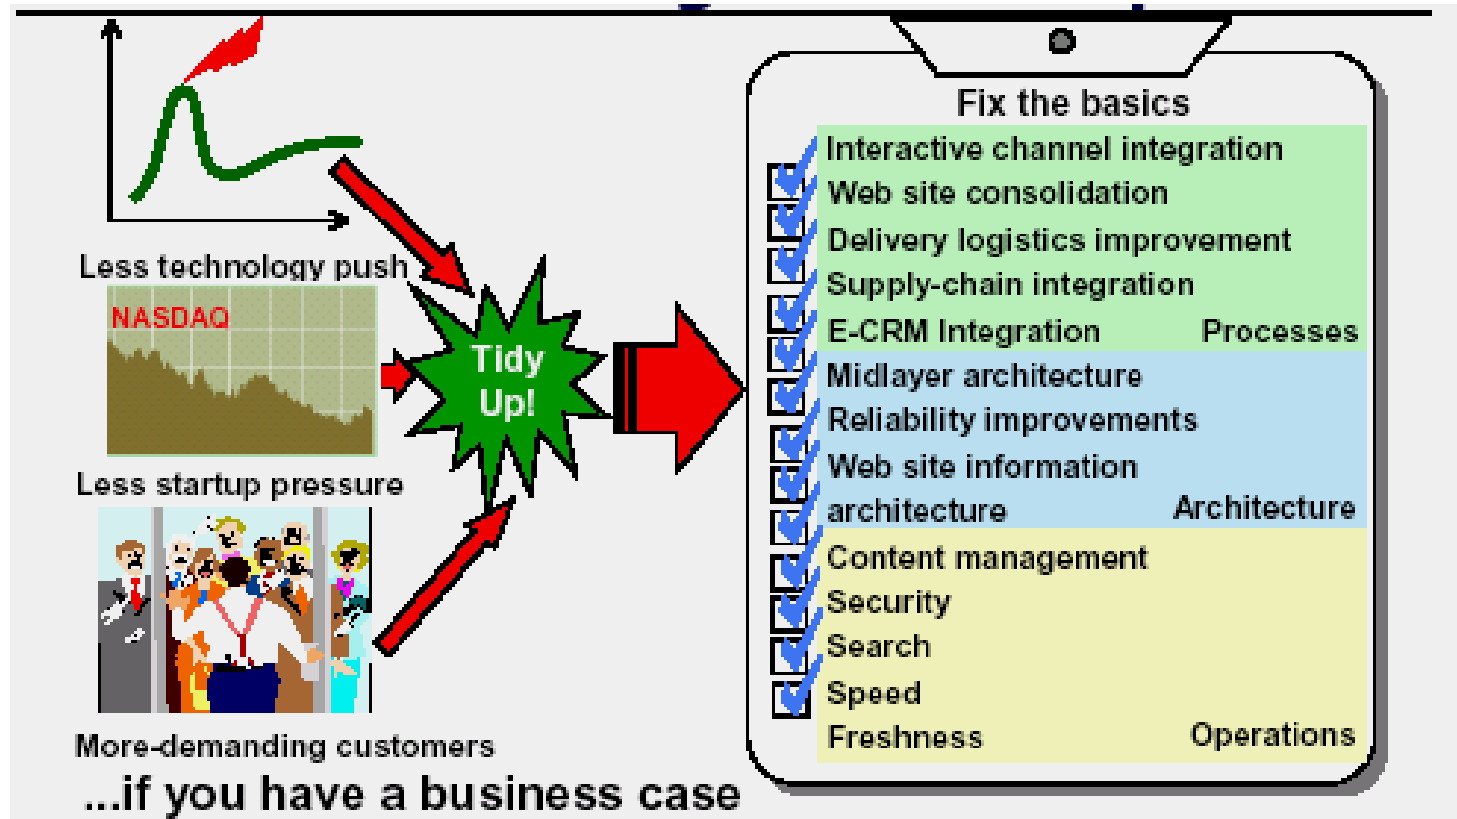 Less technology push
NASDAQ
Less startup pressure
More-demanding customers
...if you have a business case
Tidy
Up!
Fix the basics
Interactive channel integration
Web site consolidation
Delivery logistics improvement
Supply-chain integration
E-CRM Integration Processes
Midlayer architecture
Reliability improvements
Web site information
architecture Architecture
Content management
Security
Search
Speed
Freshness Operations